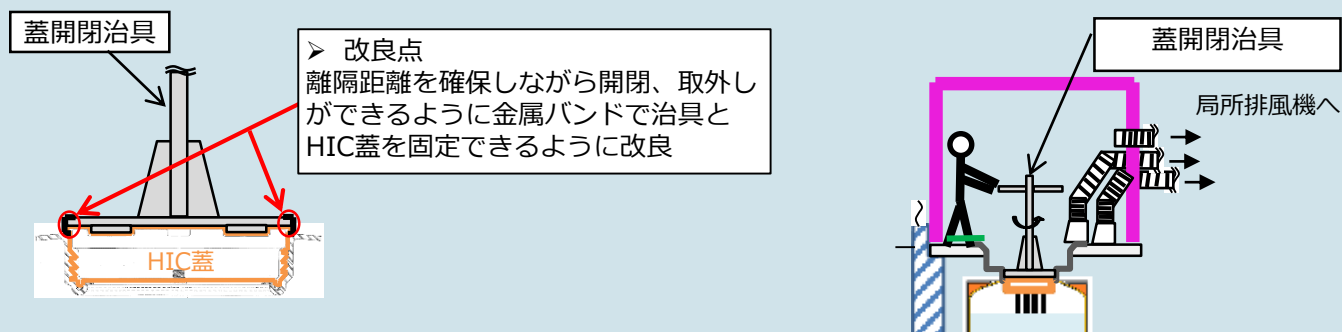 蓋開閉治具
➢ 改良点
離隔距離を確保しながら開閉、取外し
ができるように金属バンドで治具と
HIC蓋を固定できるように改良
HIC蓋
蓋開閉治具
局所排風機へ